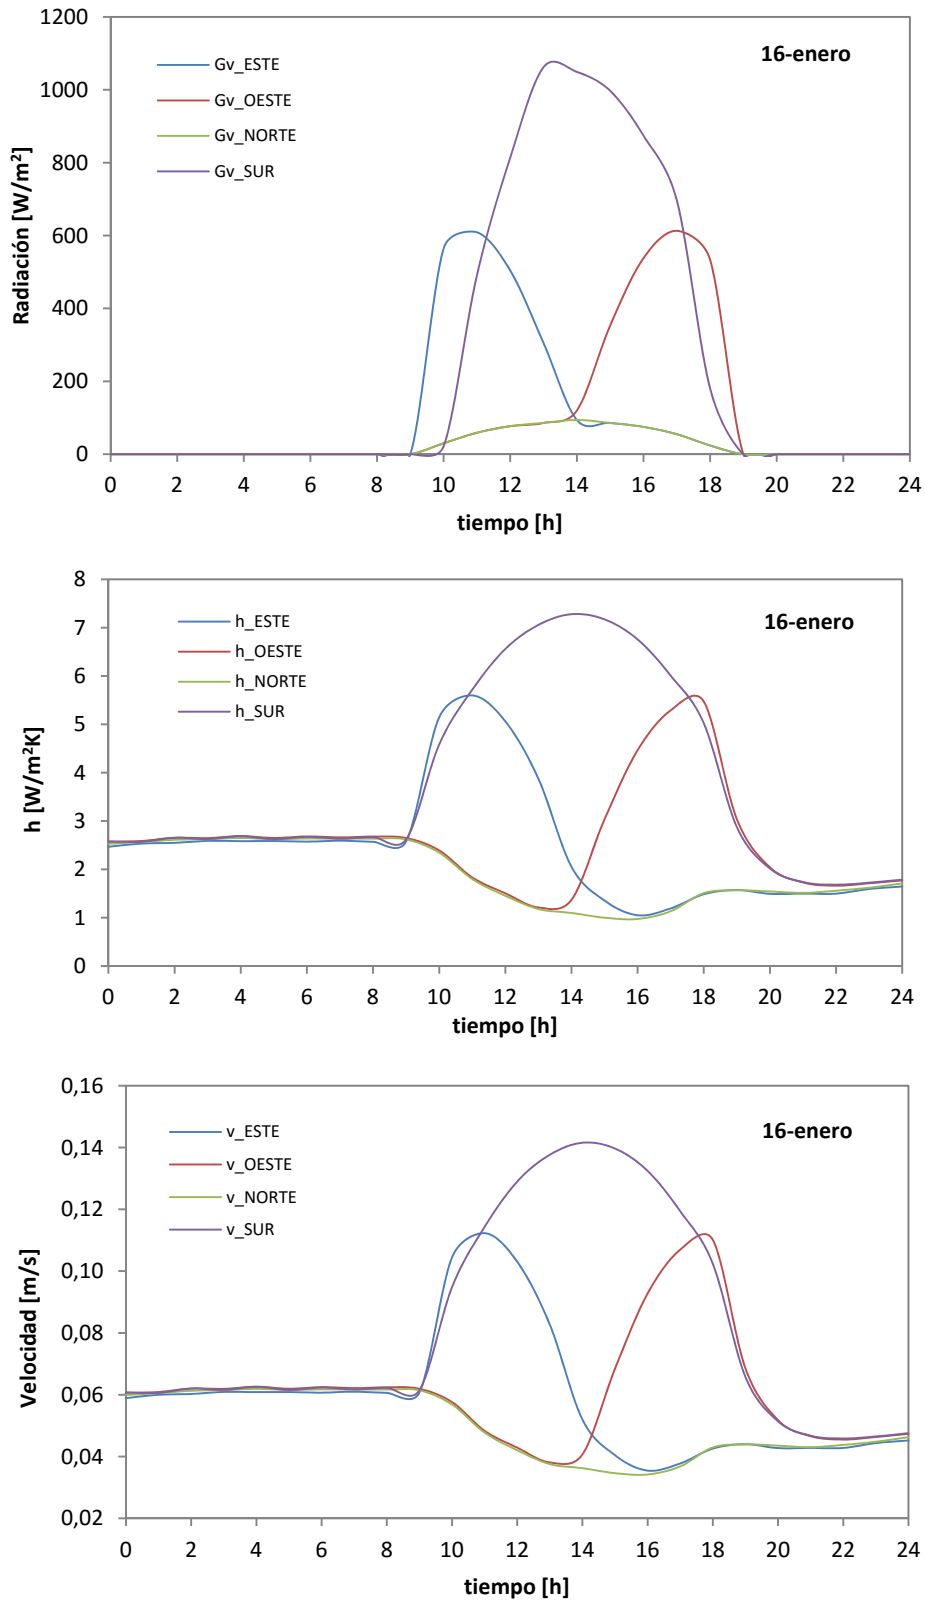 1200
1000
800
600
400
200
0
Radiación [W/m²]
Gv_ESTE
Gv_OESTE
Gv_NORTE
Gv_SUR
16-enero
0 2 4 6 8 10 12 14 16 18 20 22 24
tiempo [h]
8
7
6
5
4
3
2
1
0
h [W/m²K]
h_ESTE
h_OESTE
h_NORTE
h_SUR
16-enero
0 2 4 6 8 10 12 14 16 18 20 22 24
tiempo [h]
0,16
0,14
0,12
0,10
0,08
0,06
0,04
0,02
Velocidad [m/s]
v_ESTE
v_OESTE
v_NORTE
v_SUR
16-enero
0 2 4 6 8 10 12 14 16 18 20 22 24
tiempo [h]